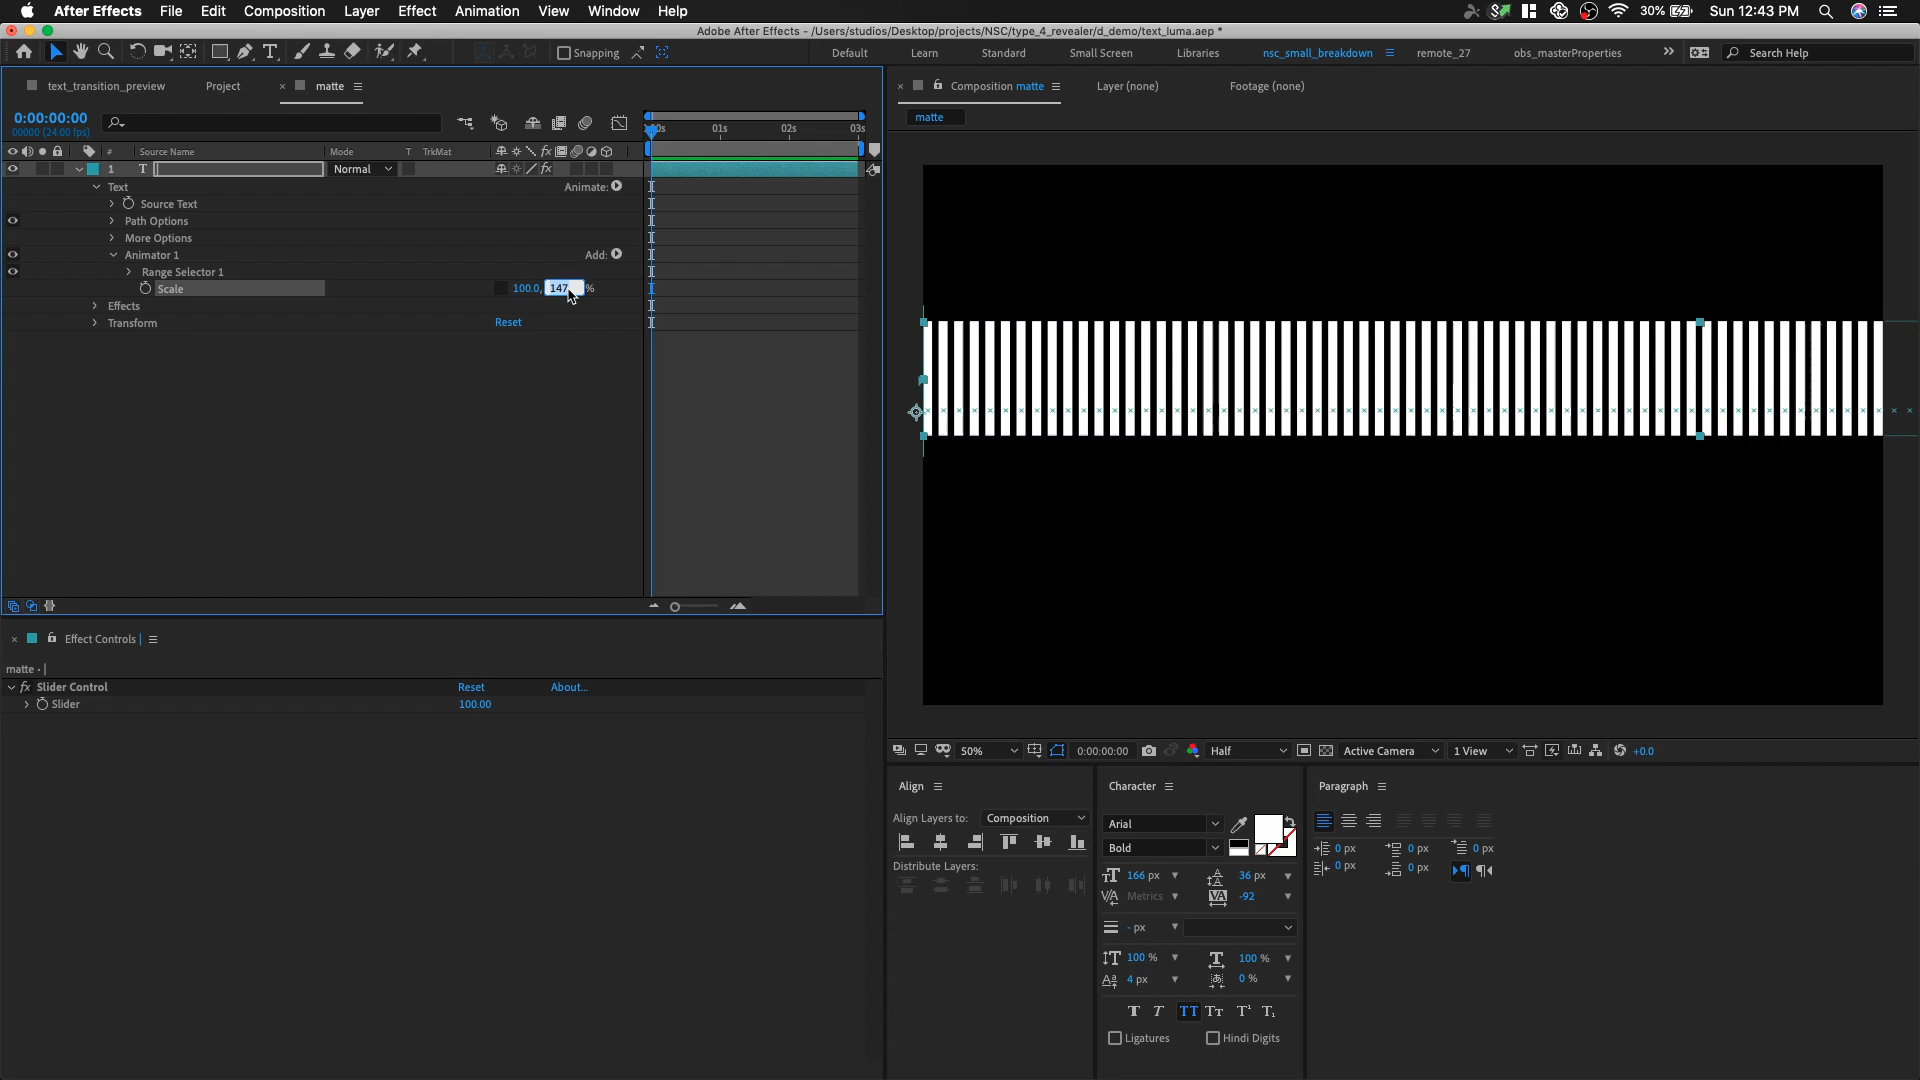 After Effects File Edit Composition Layer Effect Animation View Window Help 30% Sun 12:43 PM
Adobe After Effects - /Users/studios/Desktop/projects/NSC/type_4_revealer/d_demo/text_luma.aep *
Snapping Default Learn Standard Small Screen Libraries nsc_small_breakdown remote_27 obs_masterProperties Search Help
text_transition_preview Project matte Composition matte Layer (none) Footage (none)
matte
0:00:00:00
00000 (24.00 fps)
01s 02s 03s
# Source Name Mode T TrkMat
1 T Normal
Text Animate:
Source Text
Path Options
More Options
Animator 1 Add:
Range Selector 1
Scale 100.0, 147 %
Effects
Transform Reset
Effect Controls
matte • |
fx Slider Control Reset About...
Slider 100.00
50% 0:00:00:00 Half Active Camera 1 View +0.0
Align
Align Layers to: Composition
Distribute Layers:
Character
Arial
Bold
166 px 36 px
Metrics -92
- px
100 % 100 %
4 px 0 %
Ligatures Hindi Digits
Paragraph
0 px 0 px 0 px
0 px 0 px